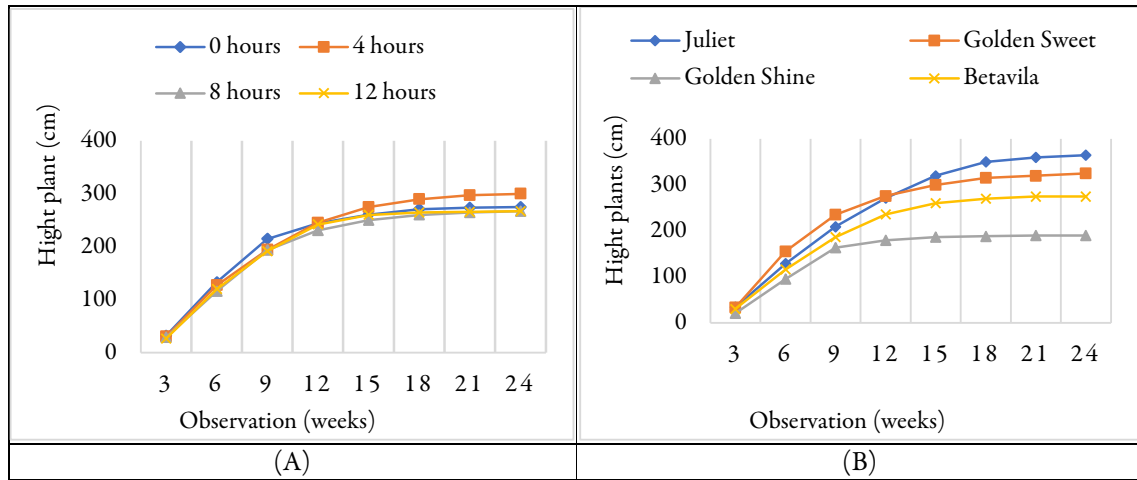 0 hours 4 hours
8 hours 12 hours
Hight plant (cm)
400
300
200
100
0
3 6 9 12 15 18 21 24
Observation (weeks)
(A)
Juliet Golden Sweet
Golden Shine Betavila
Hight plants (cm)
400
300
200
100
0
3 6 9 12 15 18 21 24
Observation (weeks)
(B)